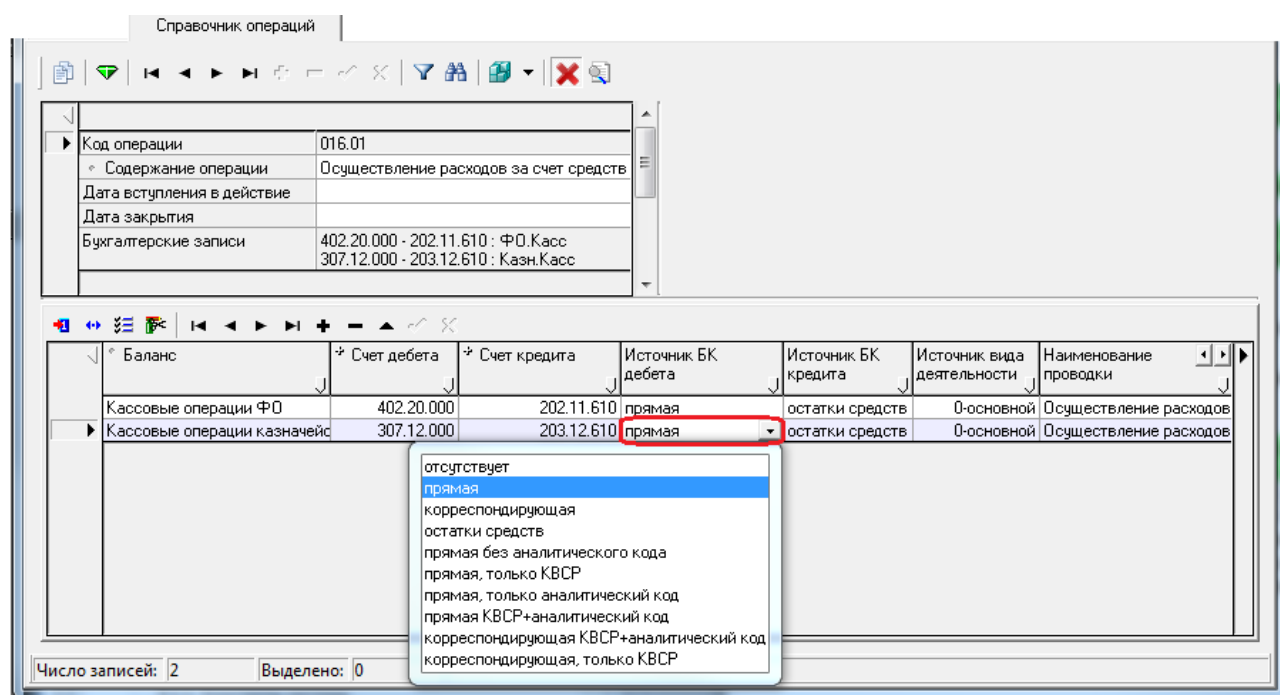 Справочник операций
Код операции 016.01
Содержание операции Осуществление расходов за счет средств
Дата вступления в действие
Дата закрытия
Бухгалтерские записи 402.20.000 - 202.11.610 : ФО.Касс
307.12.000 - 203.12.610 : Казн.Касс
Баланс Счет дебета Счет кредита Источник БК дебета Источник БК кредита Источник вида деятельности Наименование проводки
Кассовые операции ФО 402.20.000 202.11.610 прямая остатки средств 0-основной Осуществление расходов
Кассовые операции казначейс 307.12.000 203.12.610 прямая остатки средств 0-основной Осуществление расходов
отсутствует
прямая
корреспондирующая
остатки средств
прямая без аналитического кода
прямая, только КВСР
прямая, только аналитический код
прямая КВСР+аналитический код
корреспондирующая КВСР+аналитический код
корреспондирующая, только КВСР
Число записей: 2 Выделено: 0